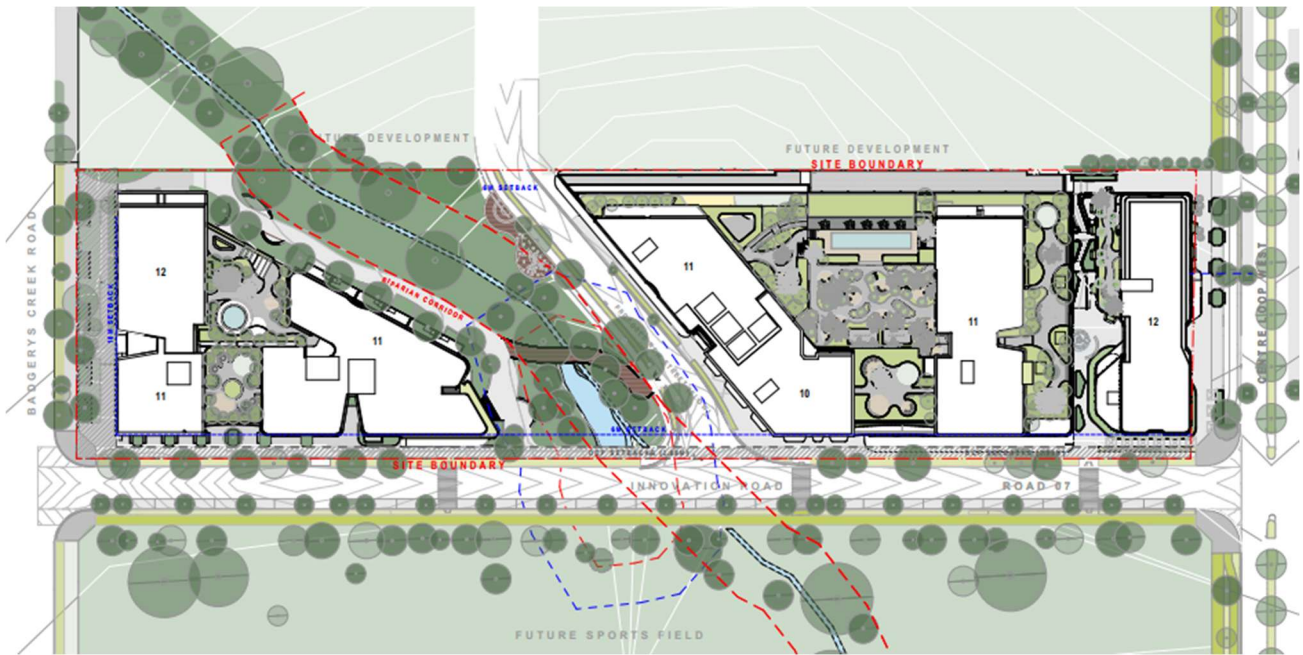 FUTURE DEVELOPMENT
FUTURE DEVELOPMENT
SITE BOUNDARY
6M SETBACK
BADGERYS CREEK ROAD
12
11
RIPARIAN CORRIDOR
11
11
10
11
12
6M SETBACK
SITE BOUNDARY
INNOVATION ROAD
ROAD 07
FUTURE SPORTS FIELD